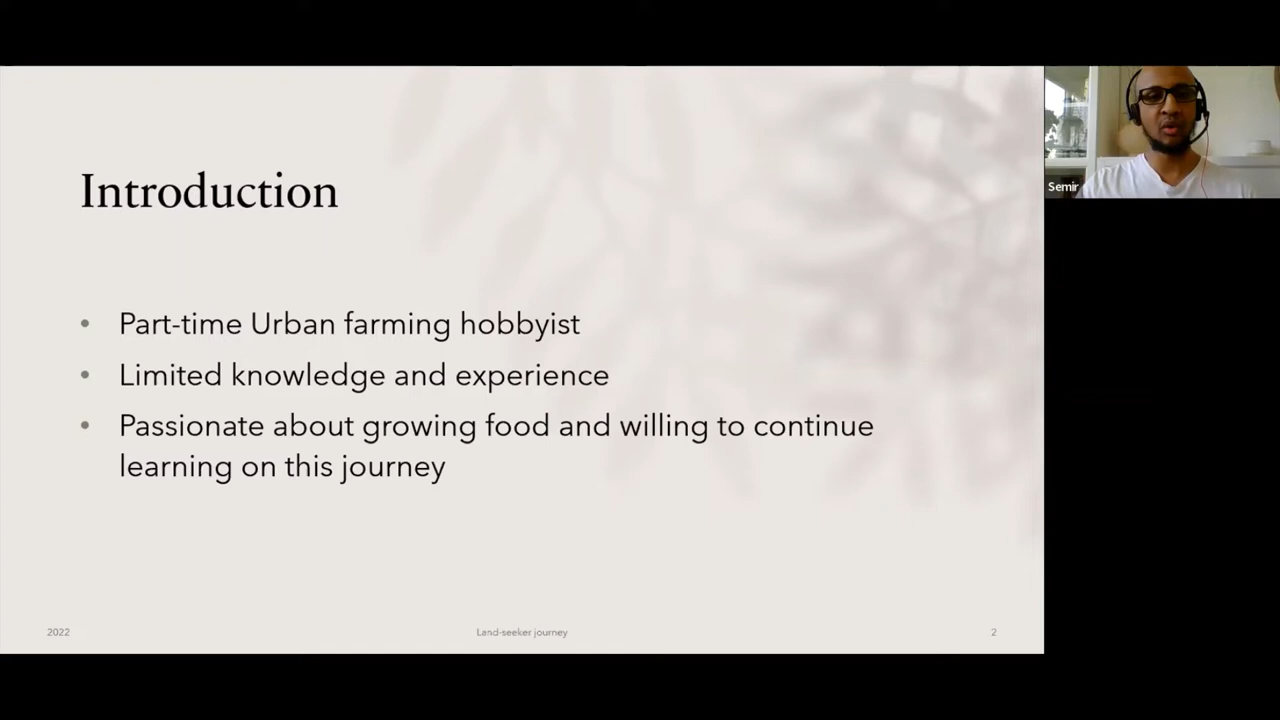 Introduction
• Part-time Urban farming hobbyist
• Limited knowledge and experience
• Passionate about growing food and willing to continue
learning on this journey
2022
Land-seeker journey
2
Semir